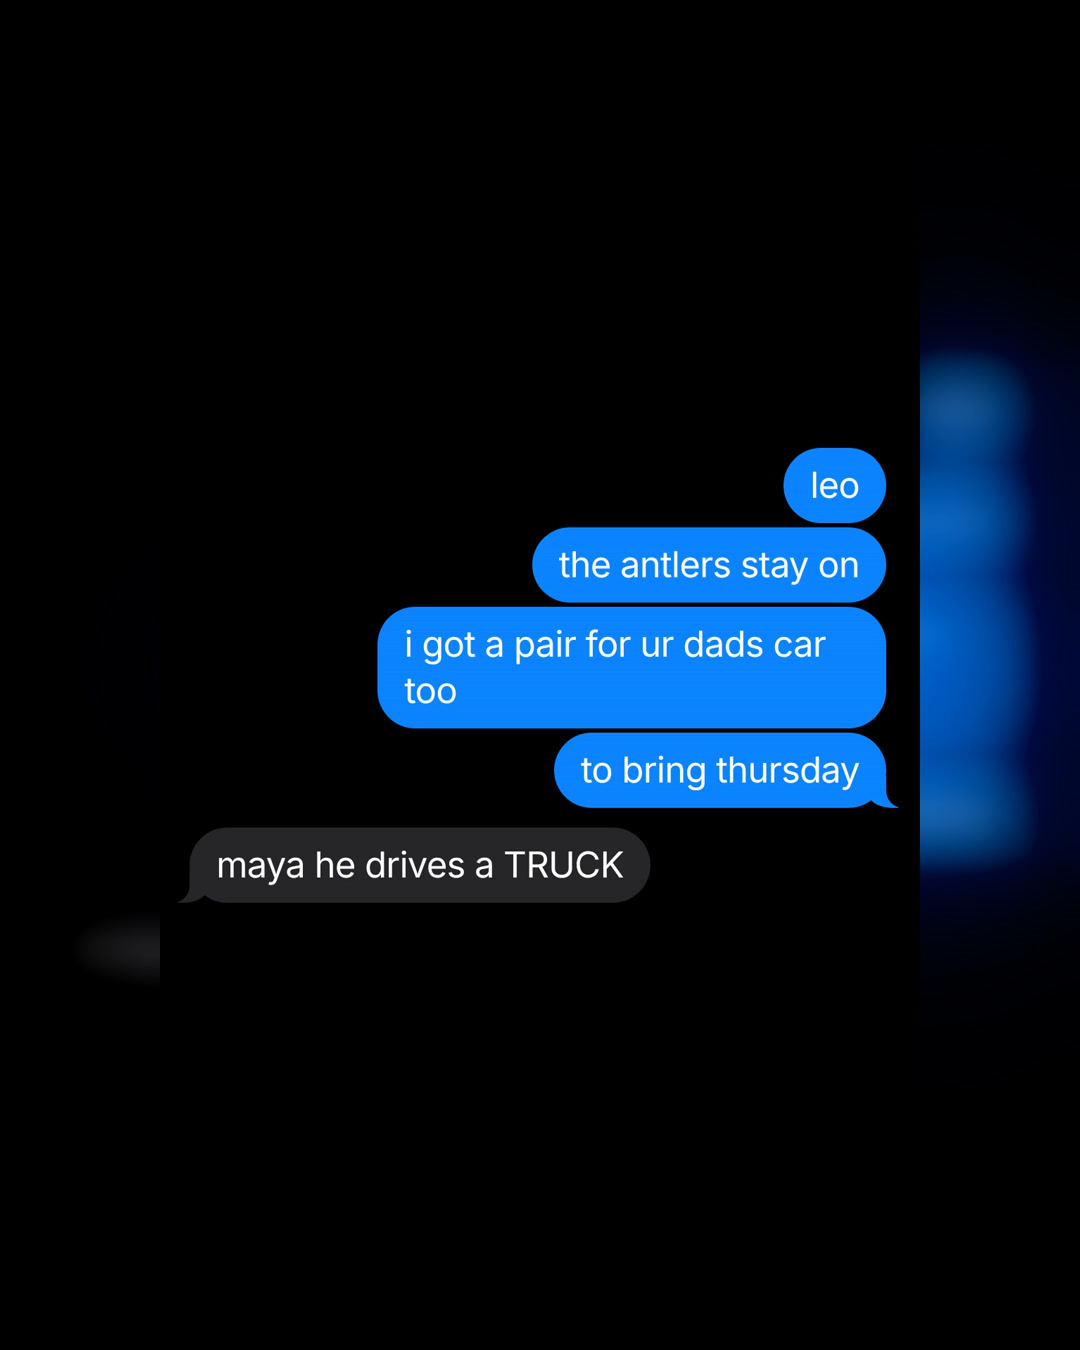 leo
the antlers stay on
i got a pair for ur dads car
too
to bring thursday
maya he drives a TRUCK